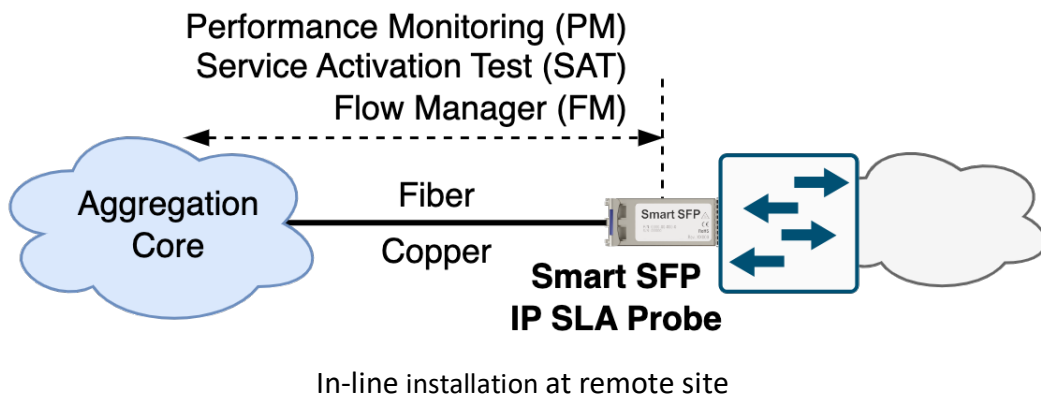 Performance Monitoring (PM)
Service Activation Test (SAT)
Flow Manager (FM)
Aggregation
Core
Fiber
Copper
Smart SFP
Smart SFP
IP SLA Probe
In-line installation at remote site